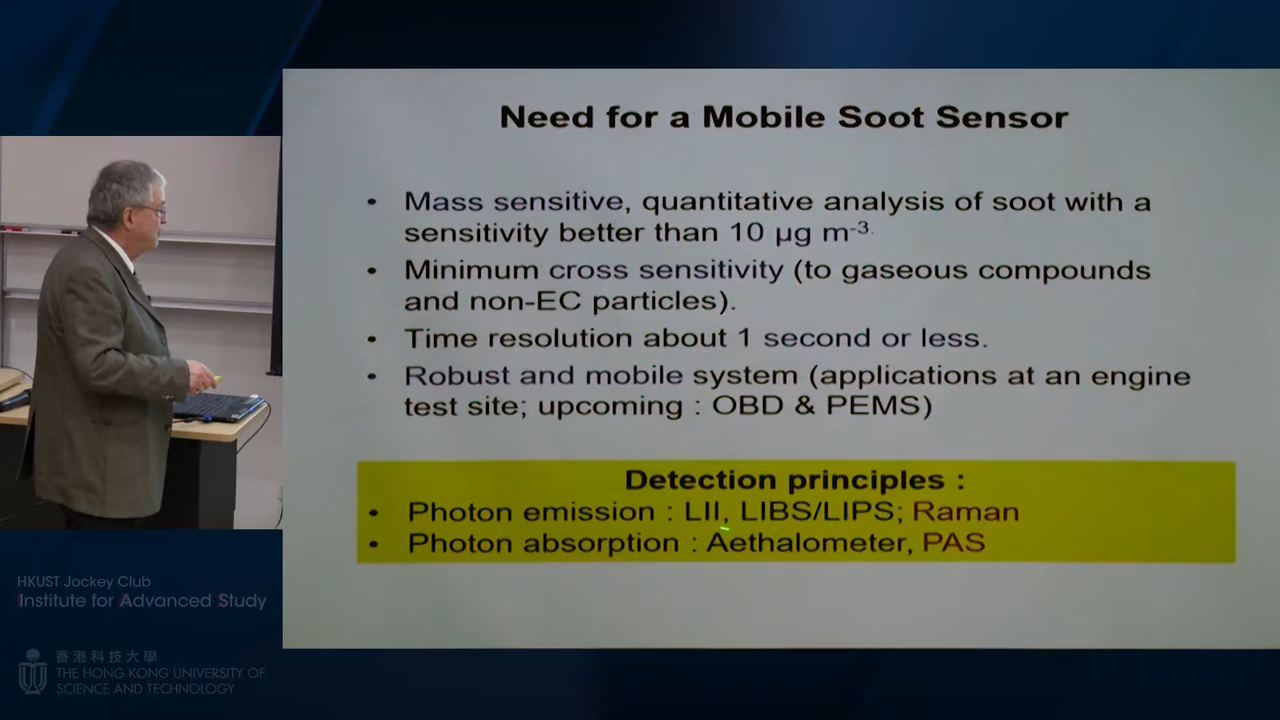 Need for a Mobile Soot Sensor
• Mass sensitive, quantitative analysis of soot with a
sensitivity better than 10 µg m-3.
• Minimum cross sensitivity (to gaseous compounds
and non-EC particles).
• Time resolution about 1 second or less.
• Robust and mobile system (applications at an engine
test site; upcoming : OBD & PEMS)
Detection principles :
• Photon emission : LII, LIBS/LIPS; Raman
• Photon absorption : Aethalometer, PAS
HKUST Jockey Club
Institute for Advanced Study
香港科技大學
THE HONG KONG UNIVERSITY OF
SCIENCE AND TECHNOLOGY